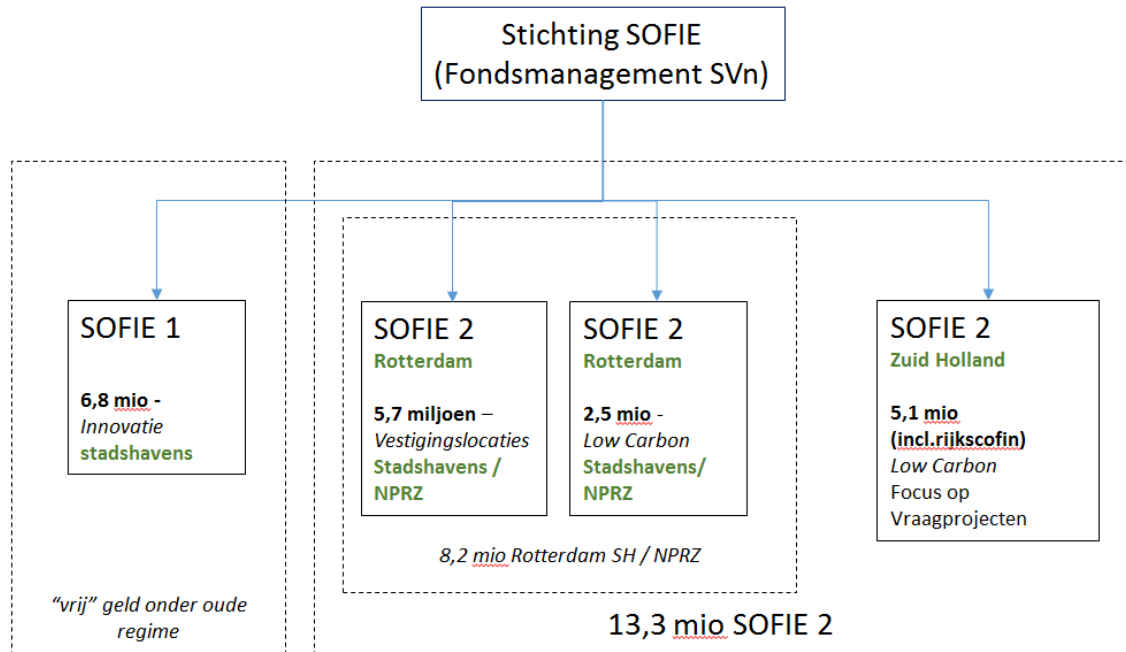 Stichting SOFIE
(Fondsmanagement SVn)
SOFIE 1
6,8 mio -
Innovatie
stadshavens
“vrij” geld onder oude
regime
SOFIE 2
Rotterdam
5,7 miljoen –
Vestigingslocaties
Stadshavens /
NPRZ
SOFIE 2
Rotterdam
2,5 mio -
Low Carbon
Stadshavens/
NPRZ
8,2 mio Rotterdam SH / NPRZ
SOFIE 2
Zuid Holland
5,1 mio
(incl.rijkscofin)
Low Carbon
Focus op
Vraagprojecten
13,3 mio SOFIE 2